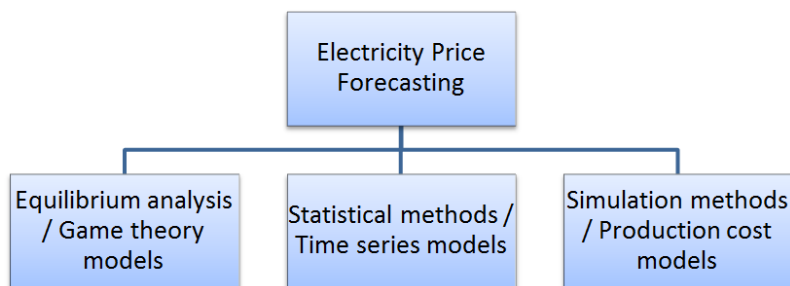 Electricity Price
Forecasting
Equilibrium analysis
/ Game theory
models
Statistical methods /
Time series models
Simulation methods
/ Production cost
models